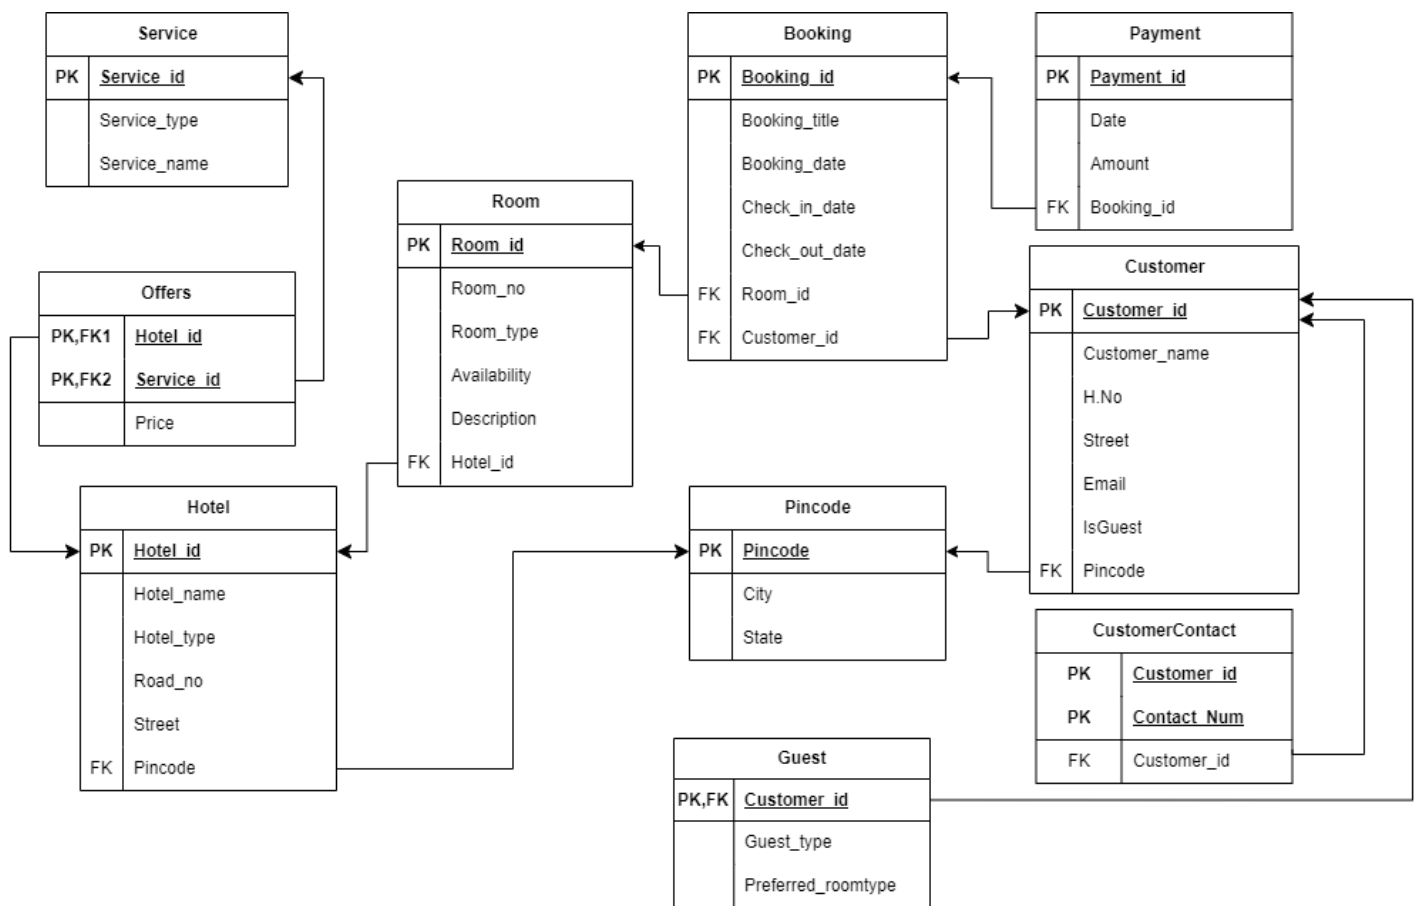 Service
PK Service_id
Service_type
Service_name
Booking
PK Booking_id
Booking_title
Booking_date
Check_in_date
Check_out_date
FK Room_id
FK Customer_id
Payment
PK Payment_id
Date
Amount
FK Booking_id
Room
PK Room_id
Room_no
Room_type
Availability
Description
FK Hotel_id
Customer
PK Customer_id
Customer_name
H.No
Street
Email
IsGuest
FK Pincode
Offers
PK,FK1 Hotel_id
PK,FK2 Service_id
Price
Hotel
PK Hotel_id
Hotel_name
Hotel_type
Road_no
Street
FK Pincode
Pincode
PK Pincode
City
State
CustomerContact
PK Customer_id
PK Contact_Num
FK Customer_id
Guest
PK,FK Customer_id
Guest_type
Preferred_roomtype